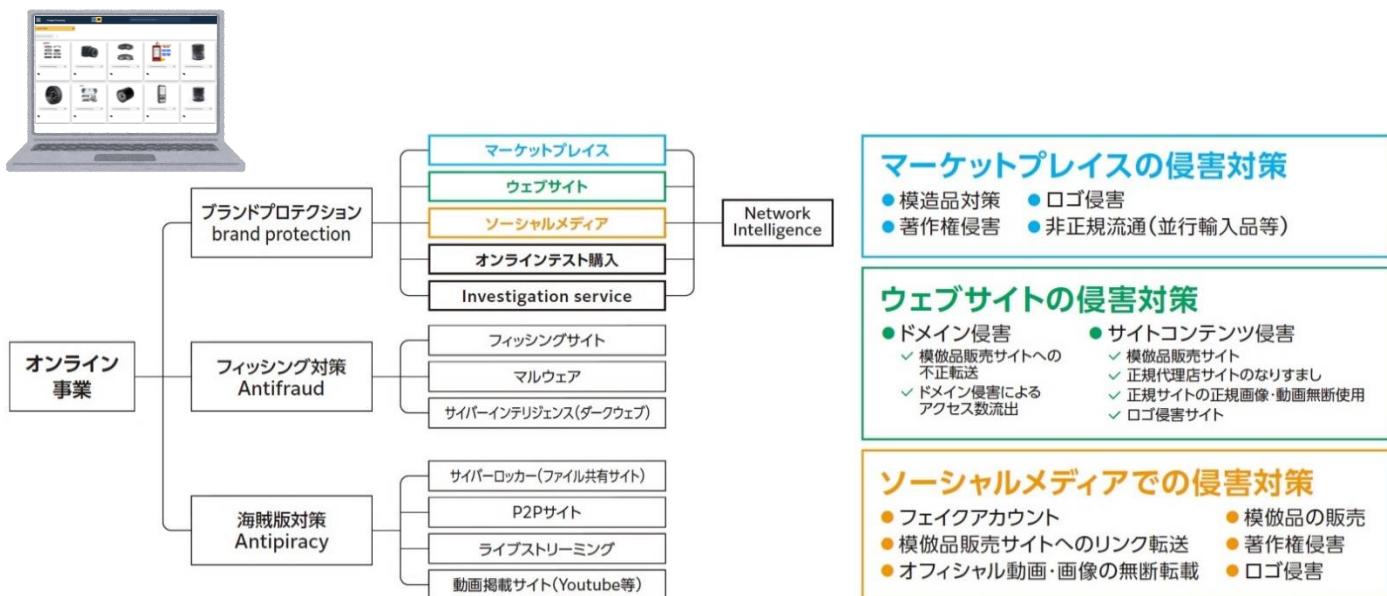 オンライン
事業
ブランドプロテクション
brand protection
マーケットプレイス
ウェブサイト
ソーシャルメディア
オンラインテスト購入
Investigation service
Network
Intelligence
フィッシング対策
Antifraud
フィッシングサイト
マルウェア
サイバーインテリジェンス(ダークウェブ)
海賊版対策
Antipiracy
サイバーロッカー(ファイル共有サイト)
P2Pサイト
ライブストリーミング
動画掲載サイト(Youtube等)
マーケットプレイスの侵害対策
● 模造品対策 ● ロゴ侵害
● 著作権侵害 ● 非正規流通(並行輸入品等)
ウェブサイトの侵害対策
● ドメイン侵害
✓ 模倣品販売サイトへの
不正転送
✓ ドメイン侵害による
アクセス数流出
● サイトコンテンツ侵害
✓ 模倣品販売サイト
✓ 正規代理店サイトのなりすまし
✓ 正規サイトの正規画像・動画無断使用
✓ ロゴ侵害サイト
ソーシャルメディアでの侵害対策
● フェイクアカウント
● 模倣品販売サイトへのリンク転送
● オフィシャル動画・画像の無断転載
● 模倣品の販売
● 著作権侵害
● ロゴ侵害